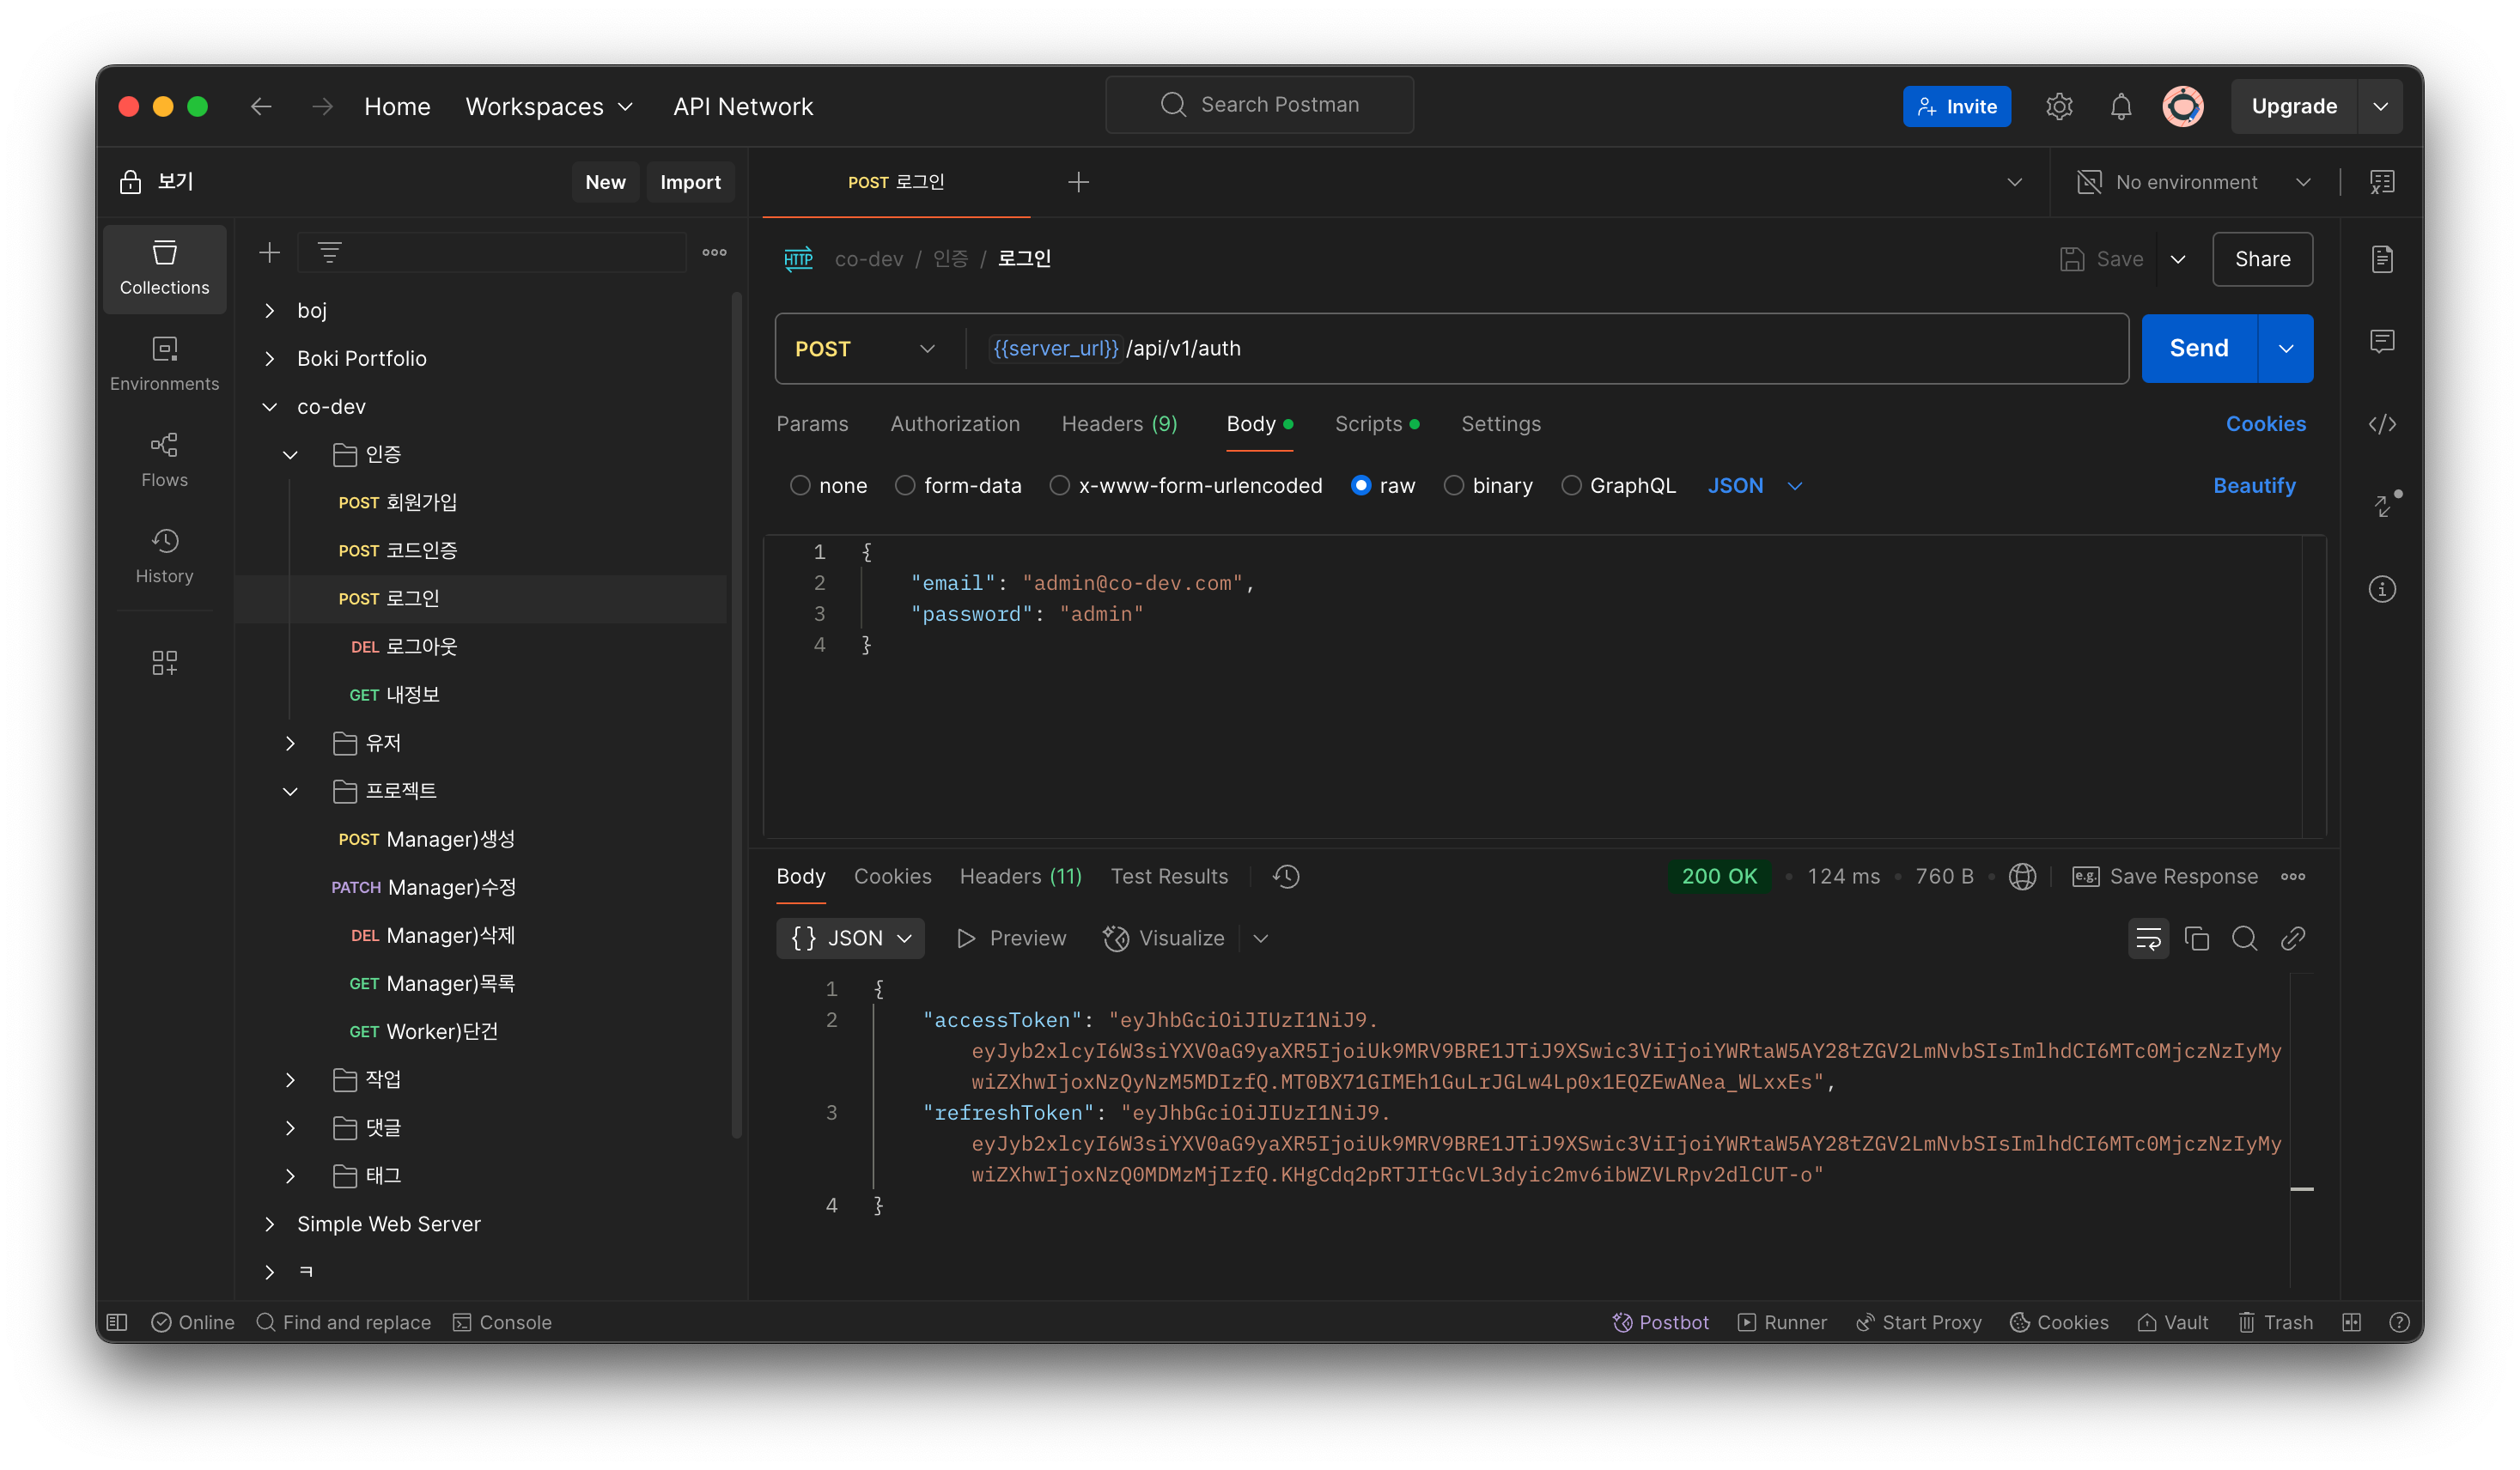 Home Workspaces API Network Search Postman Invite Upgrade
보기 New Import POST 로그인 No environment
Collections
Environments
Flows
History
boj
Boki Portfolio
co-dev
인증
POST 회원가입
POST 코드인증
POST 로그인
DEL 로그아웃
GET 내정보
유저
프로젝트
POST Manager)생성
PATCH Manager)수정
DEL Manager)삭제
GET Manager)목록
GET Worker)단건
작업
댓글
태그
Simple Web Server
ㅋ
HTTP co-dev / 인증 / 로그인 Save Share
POST {{server_url}} /api/v1/auth Send
Params Authorization Headers (9) Body Scripts Settings Cookies
none form-data x-www-form-urlencoded raw binary GraphQL JSON Beautify
1 {
2 "email": "admin@co-dev.com",
3 "password": "admin"
4 }
Body Cookies Headers (11) Test Results 200 OK 124 ms 760 B e.g. Save Response
{} JSON Preview Visualize
1 {
2 "accessToken": "eyJhbGciOiJIUzI1NiJ9.
eyJyb2xlcyI6W3siYXV0aG9yaXR5IjoiUk9MRV9BRE1JTiJ9XSwic3ViIjoiYWRtaW5AY28tZGV2LmNvbSIsImlhdCI6MTc0MjczNzIyMy
wiZXhwIjoxNzQyNzM5MDIzfQ.MT0BX71GIMEh1GuLrJGLw4Lp0x1EQZEwANea_WLxxEs",
3 "refreshToken": "eyJhbGciOiJIUzI1NiJ9.
eyJyb2xlcyI6W3siYXV0aG9yaXR5IjoiUk9MRV9BRE1JTiJ9XSwic3ViIjoiYWRtaW5AY28tZGV2LmNvbSIsImlhdCI6MTc0MjczNzIyMy
wiZXhwIjoxNzQ0MDMzMjIzfQ.KHgCdq2pRTJItGcVL3dyic2mv6ibWZVLRpv2dlCUT-o"
4 }
Online Find and replace Console Postbot Runner Start Proxy Cookies Vault Trash